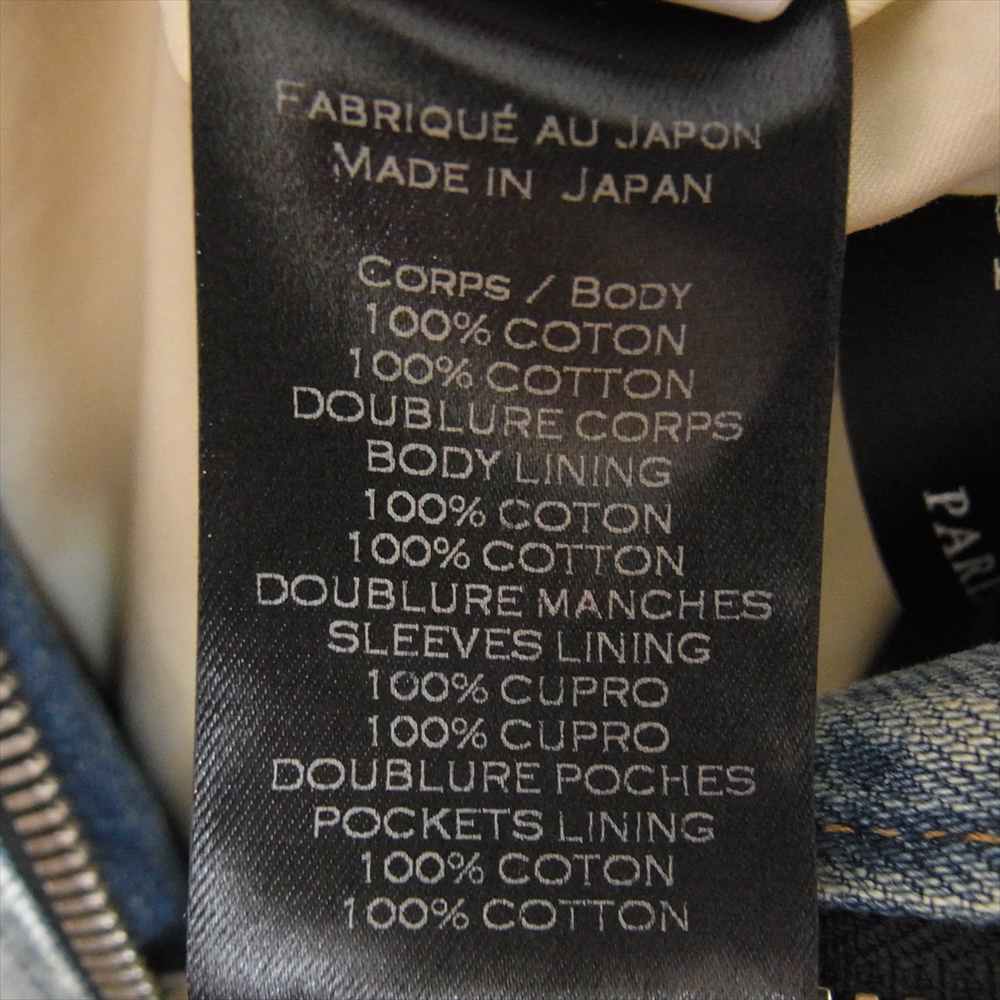 FABRIQUÉ AU JAPON
MADE IN JAPAN
CORPS / BODY
100% COTON
100% COTTON
DOUBLURE CORPS
BODY LINING
100% COTON
100% COTTON
DOUBLURE MANCHES
SLEEVES LINING
100% CUPRO
100% CUPRO
DOUBLURE POCHES
POCKETS LINING
100% COTON
100% COTTON